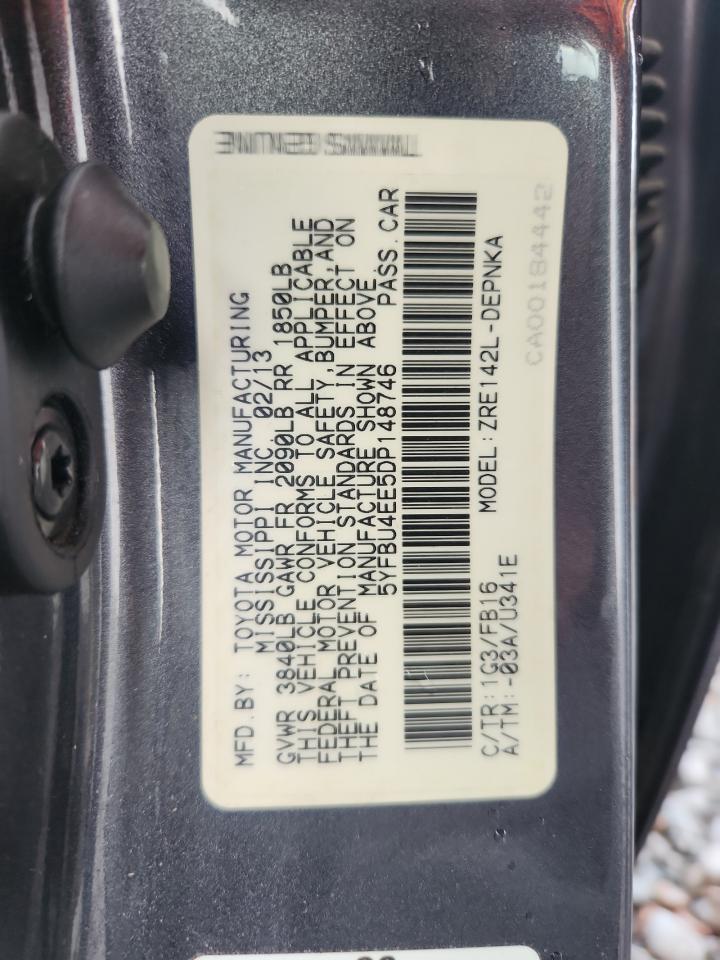 MFD.BY: TOYOTA MOTOR MANUFACTURING
MISSISSIPPI INC. 02/13
GVWR 3840LB GAWR FR 2090LB RR 1850LB
THIS VEHICLE CONFORMS TO ALL APPLICABLE
FEDERAL MOTOR VEHICLE SAFETY,BUMPER,AND
THEFT PREVENTION STANDARDS IN EFFECT ON
THE DATE OF MANUFACTURE SHOWN ABOVE.
5YFBU4EE5DP148746 PASS.CAR
C/TR:1G3/FB16 MODEL:ZRE142L-DEPNKA
A/TM:-03A/U341E
CA00184442